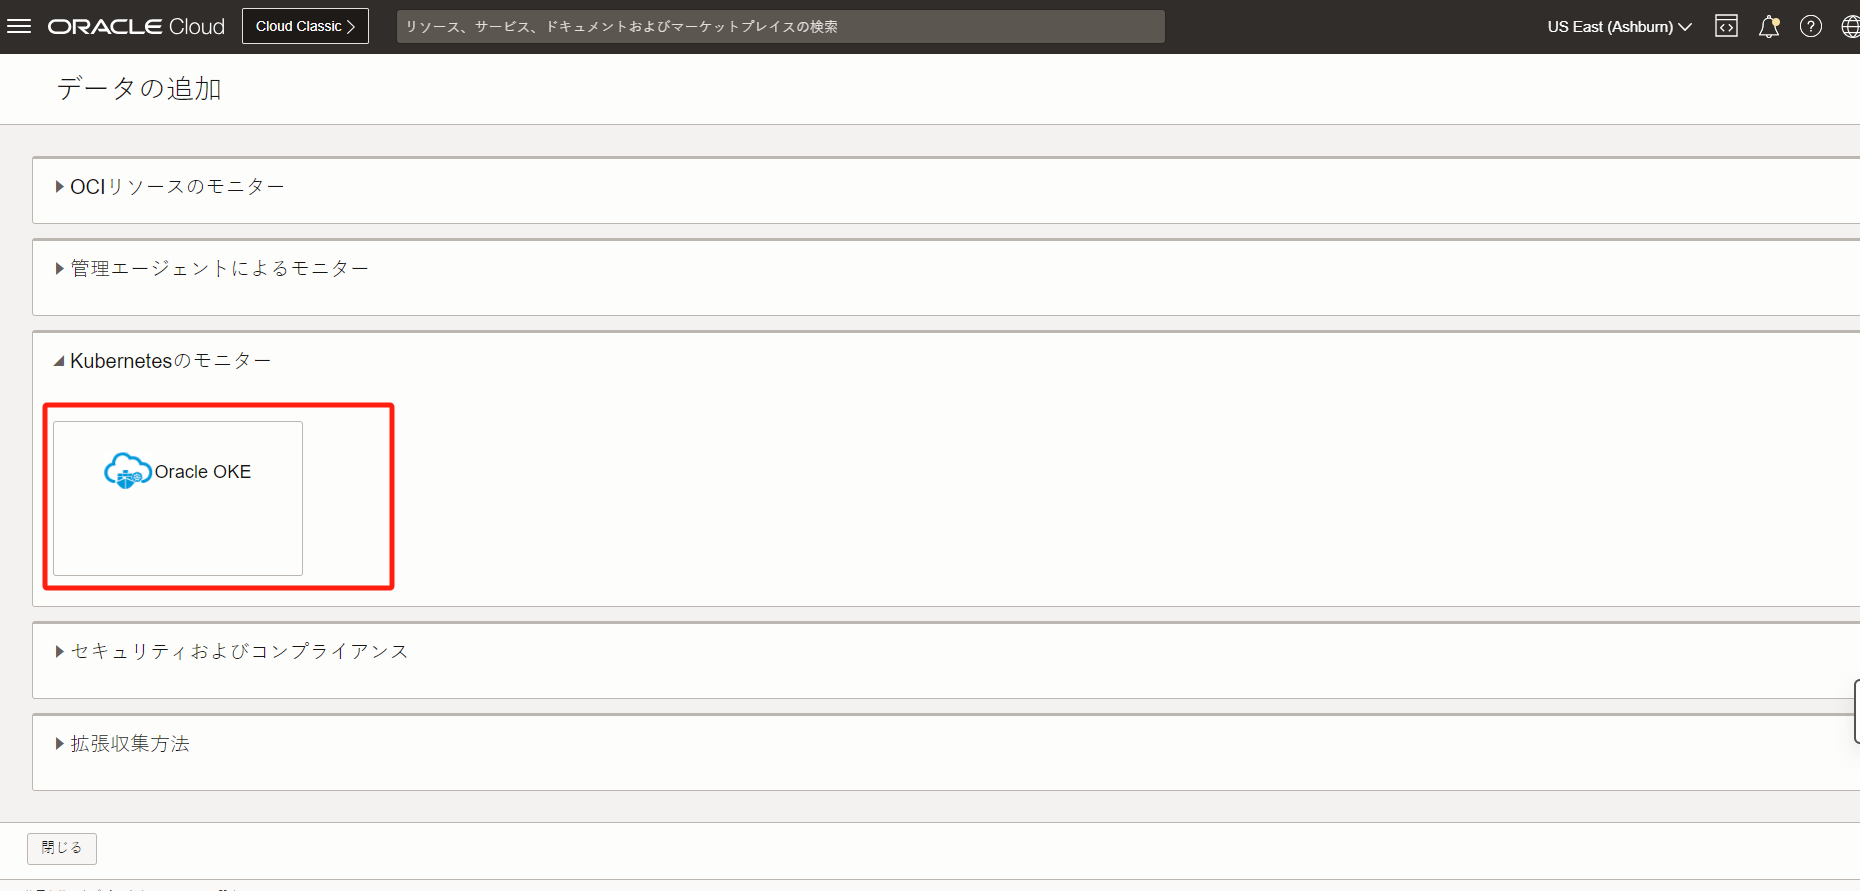 ORACLE Cloud
Cloud Classic
リソース、サービス、ドキュメントおよびマーケットプレイスの検索
US East (Ashburn)
データの追加
OCIリソースのモニター
管理エージェントによるモニター
Kubernetesのモニター
Oracle OKE
セキュリティおよびコンプライアンス
拡張収集方法
閉じる